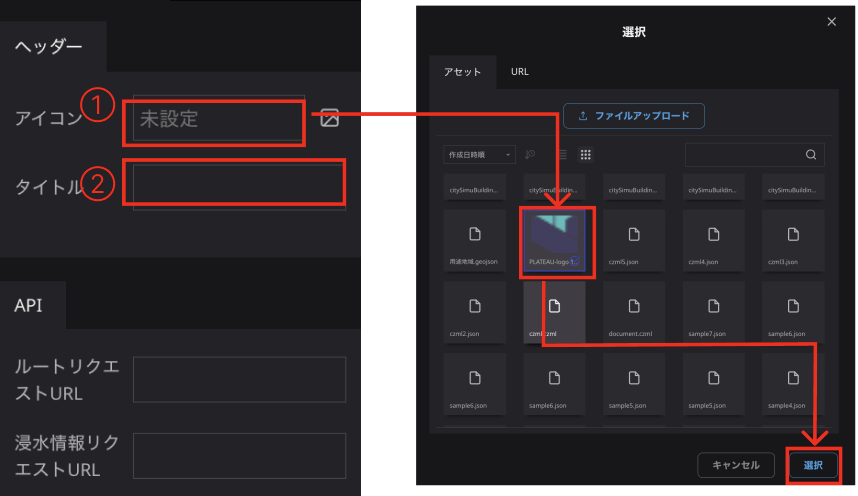 ヘッダー
アイコン
①
未設定
タイトル
②
API
ルートリクエ
ストURL
浸水情報リク
エストURL
選択
アセット
URL
ファイルアップロード
作成日時順
citySimuBuildin...
citySimuBuildin...
citySimuBuildin...
citySimuBuildin...
citySimuBuildin...
用途地域.geojson
PLATEAU-logo 1...
czml5.json
czml4.json
czml3.json
czml2.json
document.czml
sample7.json
sample6.json
sample6.json
sample6.json
sample5.json
sample5.json
sample4.json
キャンセル
選択